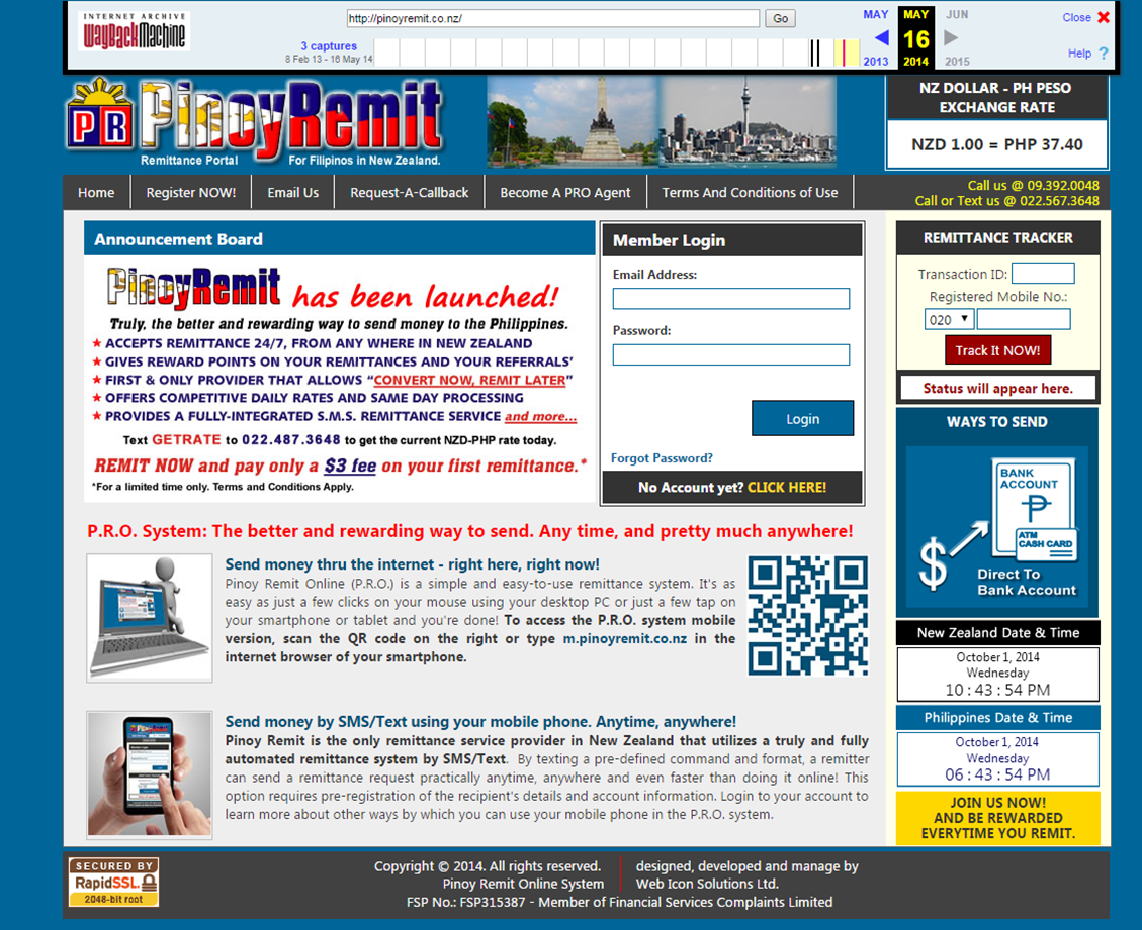 INTERNET ARCHIVE
WayBackMachine
http://pinoyremit.co.nz/
Go
3 captures
8 Feb 13 - 16 May 14
MAY
MAY
JUN
16
2013
2014
2015
Close
Help ?
PR PinoyRemit
Remittance Portal For Filipinos in New Zealand.
NZ DOLLAR - PH PESO
EXCHANGE RATE
NZD 1.00 = PHP 37.40
Home
Register NOW!
Email Us
Request-A-Callback
Become A PRO Agent
Terms And Conditions of Use
Call us @ 09.392.0048
Call or Text us @ 022.567.3648
Announcement Board
PinoyRemit has been launched!
Truly, the better and rewarding way to send money to the Philippines.
ACCEPTS REMITTANCE 24/7, FROM ANY WHERE IN NEW ZEALAND
GIVES REWARD POINTS ON YOUR REMITTANCES AND YOUR REFERRALS*
FIRST & ONLY PROVIDER THAT ALLOWS “CONVERT NOW, REMIT LATER”
OFFERS COMPETITIVE DAILY RATES AND SAME DAY PROCESSING
PROVIDES A FULLY-INTEGRATED S.M.S. REMITTANCE SERVICE and more...
Text GETRATE to 022.487.3648 to get the current NZD-PHP rate today.
REMIT NOW and pay only a $3 fee on your first remittance.*
*For a limited time only. Terms and Conditions Apply.
Member Login
Email Address:
Password:
Login
Forgot Password?
No Account yet? CLICK HERE!
REMITTANCE TRACKER
Transaction ID:
Registered Mobile No.:
020
Track It NOW!
Status will appear here.
WAYS TO SEND
BANK
ACCOUNT
ATM
CASH CARD
Direct To
Bank Account
P.R.O. System: The better and rewarding way to send. Any time, and pretty much anywhere!
Send money thru the internet - right here, right now!
Pinoy Remit Online (P.R.O.) is a simple and easy-to-use remittance system. It's as
easy as just a few clicks on your mouse using your desktop PC or just a few tap on
your smartphone or tablet and you're done! To access the P.R.O. system mobile
version, scan the QR code on the right or type m.pinoyremit.co.nz in the
internet browser of your smartphone.
Send money by SMS/Text using your mobile phone. Anytime, anywhere!
Pinoy Remit is the only remittance service provider in New Zealand that utilizes a truly and fully
automated remittance system by SMS/Text. By texting a pre-defined command and format, a remitter
can send a remittance request practically anytime, anywhere and even faster than doing it online! This
option requires pre-registration of the recipient's details and account information. Login to your account to
learn more about other ways by which you can use your mobile phone in the P.R.O. system.
New Zealand Date & Time
October 1, 2014
Wednesday
10 : 43 : 54 PM
Philippines Date & Time
October 1, 2014
Wednesday
06 : 43 : 54 PM
JOIN US NOW!
AND BE REWARDED
EVERYTIME YOU REMIT.
SECURED BY
RapidSSL.
2048-bit root
Copyright © 2014. All rights reserved.
Pinoy Remit Online System
designed, developed and manage by
Web Icon Solutions Ltd.
FSP No.: FSP315387 - Member of Financial Services Complaints Limited